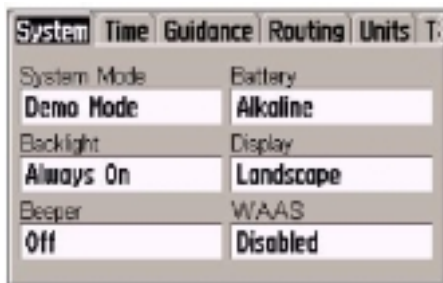 System Time Guidance Routing Units T
System Mode Battery
Demo Mode Alkaline
Backlight Display
Always On Landscape
Beeper WAAS
Off Disabled